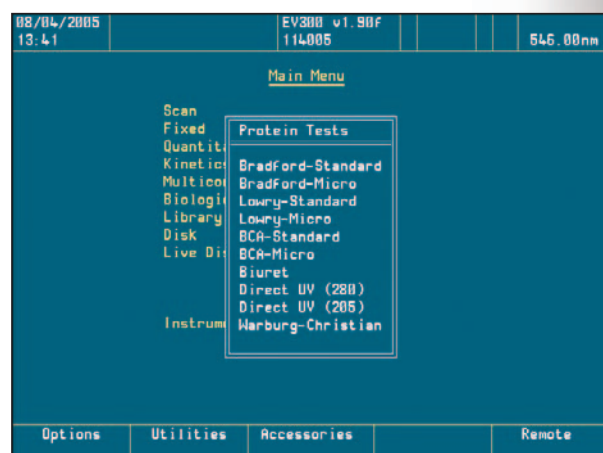 08/04/2005 EV300 v1.90f
13:41 114005 546.00nm
Main Menu
Scan
Fixed
Quantit
Kinetic
Multico
Biologi
Library
Disk
Live Di
Instrum
Protein Tests
Bradford-Standard
Bradford-Micro
Lowry-Standard
Lowry-Micro
BCA-Standard
BCA-Micro
Biuret
Direct UV (280)
Direct UV (205)
Warburg-Christian
Options Utilities Accessories Remote